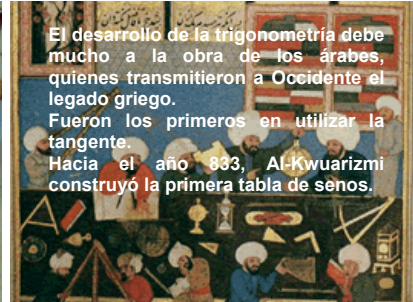 El desarrollo de la trigonometría debe
mucho a la obra de los árabes,
quienes transmitieron a Occidente el
legado griego.
Fueron los primeros en utilizar la
tangente.
Hacia el año 833, Al-Kwuarizmi
construyó la primera tabla de senos.